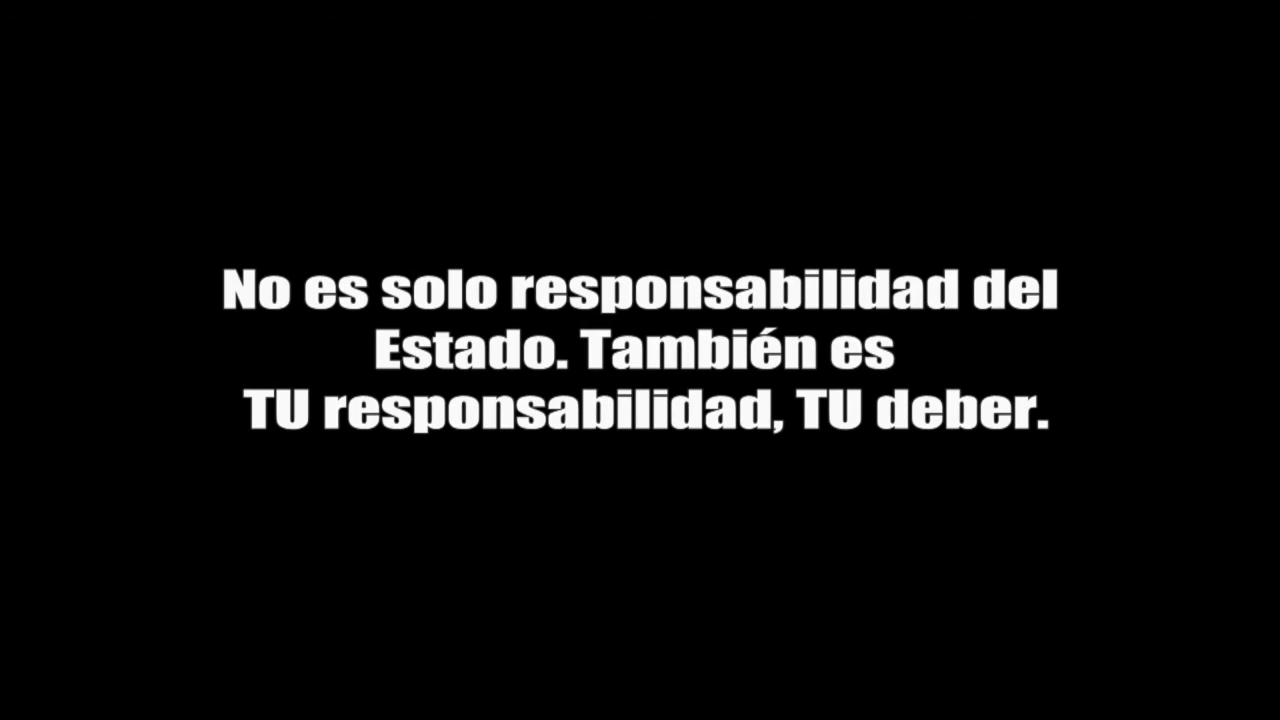 No es solo responsabilidad del
Estado. También es
TU responsabilidad, TU deber.